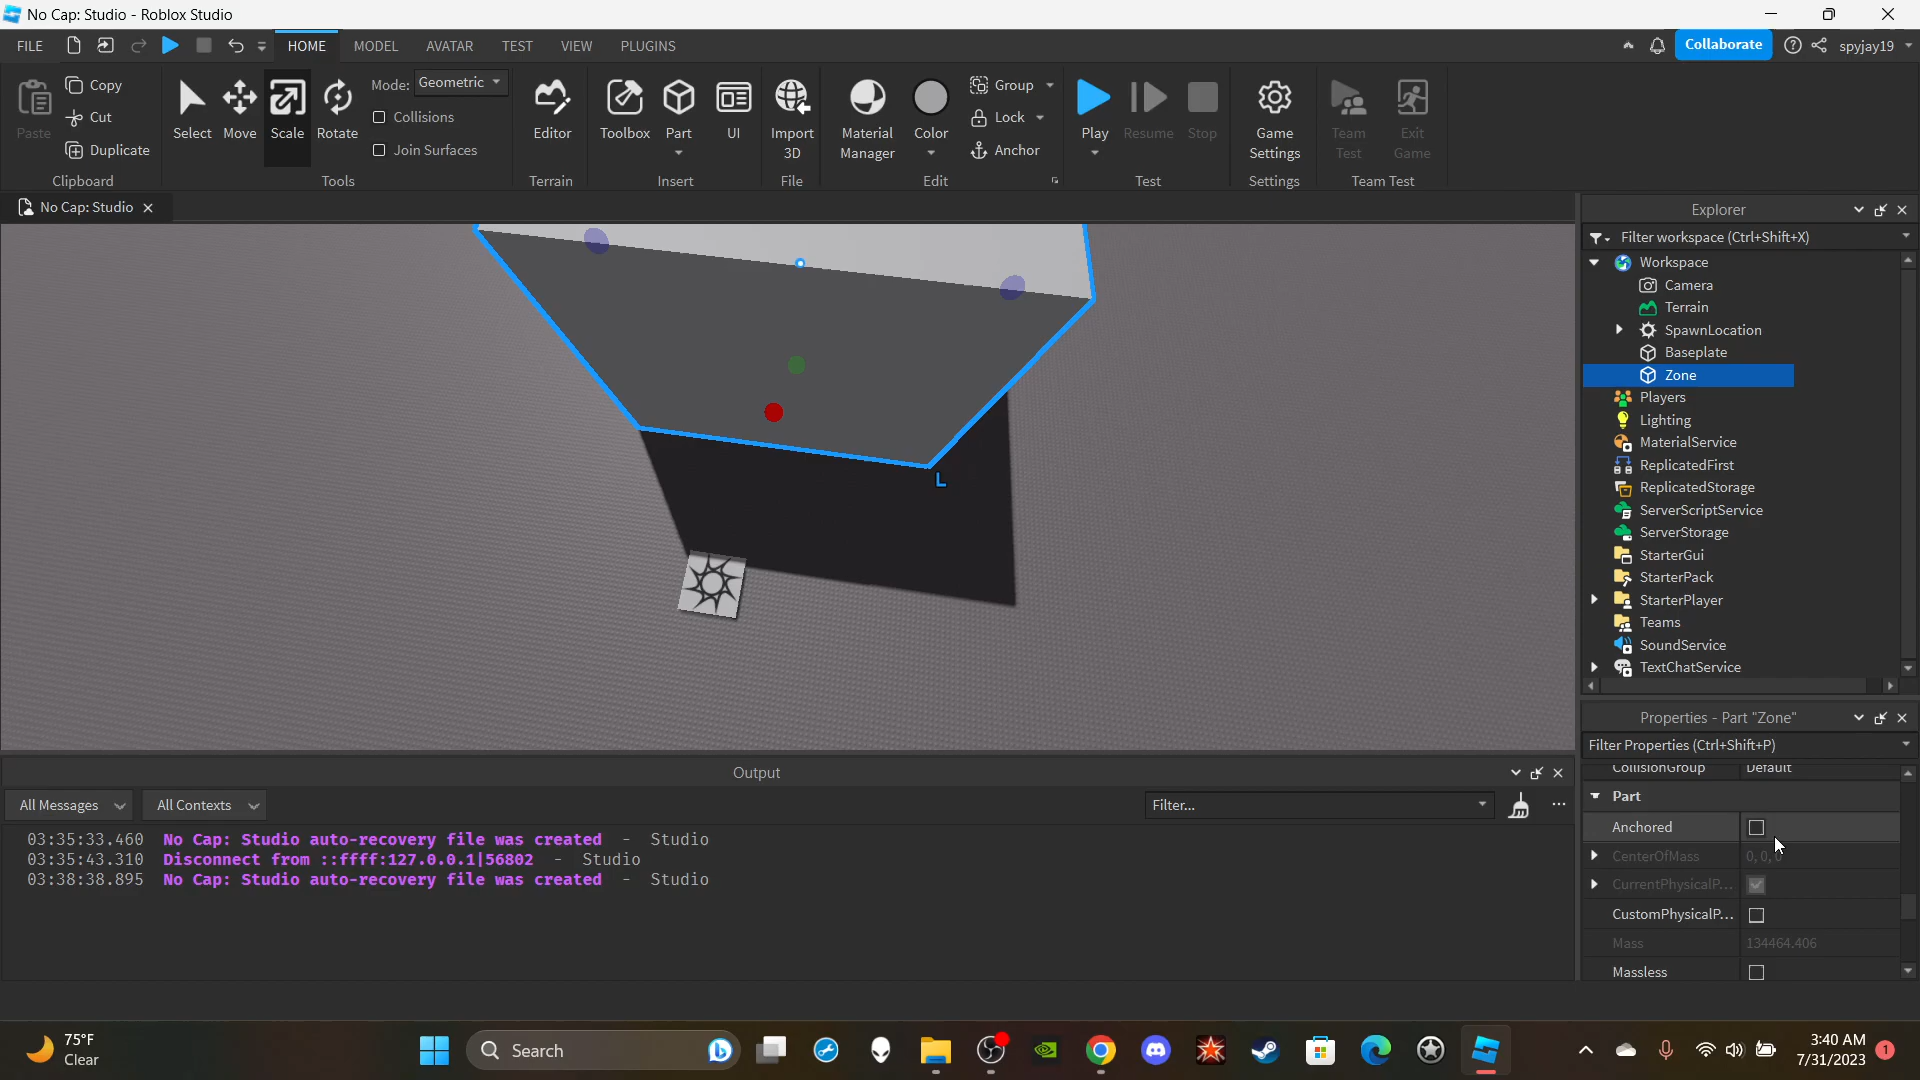 No Cap: Studio - Roblox Studio
FILE
HOME
MODEL
AVATAR
TEST
VIEW
PLUGINS
Collaborate
spyjay19
Paste
Copy
Cut
Duplicate
Clipboard
Select
Move
Scale
Rotate
Mode: Geometric
Collisions
Join Surfaces
Tools
Editor
Terrain
Toolbox
Part
UI
Insert
Import
3D
File
Material
Manager
Color
Group
Lock
Anchor
Edit
Play
Resume
Stop
Test
Game
Settings
Settings
Team
Test
Exit
Game
Team Test
No Cap: Studio
L
Explorer
Filter workspace (Ctrl+Shift+X)
Workspace
Camera
Terrain
SpawnLocation
Baseplate
Zone
Players
Lighting
MaterialService
ReplicatedFirst
ReplicatedStorage
ServerScriptService
ServerStorage
StarterGui
StarterPack
StarterPlayer
Teams
SoundService
TextChatService
Properties - Part "Zone"
Filter Properties (Ctrl+Shift+P)
CollisionGroup Default
Part
Anchored
CenterOfMass 0, 0, 0
CurrentPhysicalP...
CustomPhysicalP...
Mass 134464.406
Massless
Output
All Messages
All Contexts
Filter...
03:35:33.460 No Cap: Studio auto-recovery file was created - Studio
03:35:43.310 Disconnect from ::ffff:127.0.0.1|56802 - Studio
03:38:38.895 No Cap: Studio auto-recovery file was created - Studio
75°F
Clear
Search
3:40 AM
7/31/2023
1